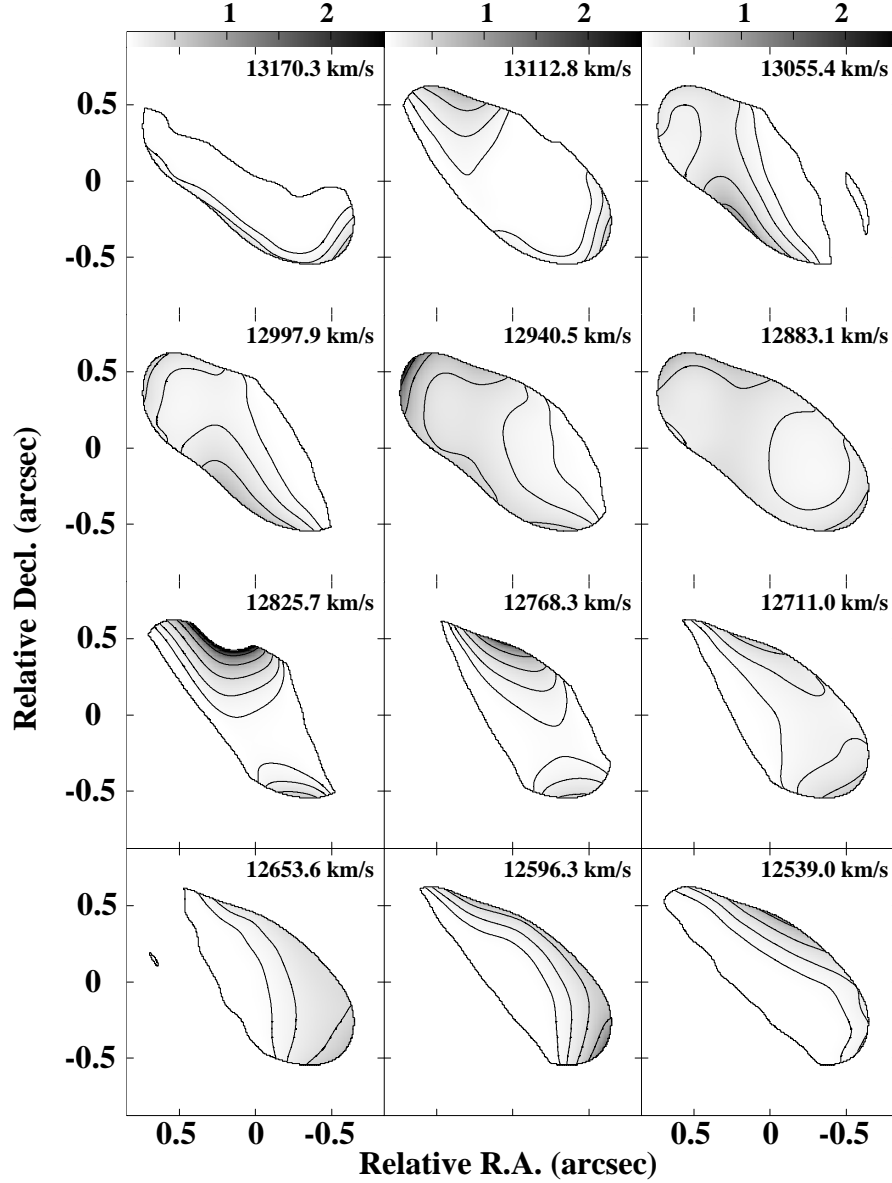 1 2 1 2 1 2
13170.3 km/s 13112.8 km/s 13055.4 km/s
0.5
0
-0.5
12997.9 km/s 12940.5 km/s 12883.1 km/s
0.5
0
-0.5
12825.7 km/s 12768.3 km/s 12711.0 km/s
0.5
0
-0.5
12653.6 km/s 12596.3 km/s 12539.0 km/s
0.5
0
-0.5
Relative Decl. (arcsec)
0.5 0 -0.5 0.5 0 -0.5
Relative R.A. (arcsec)